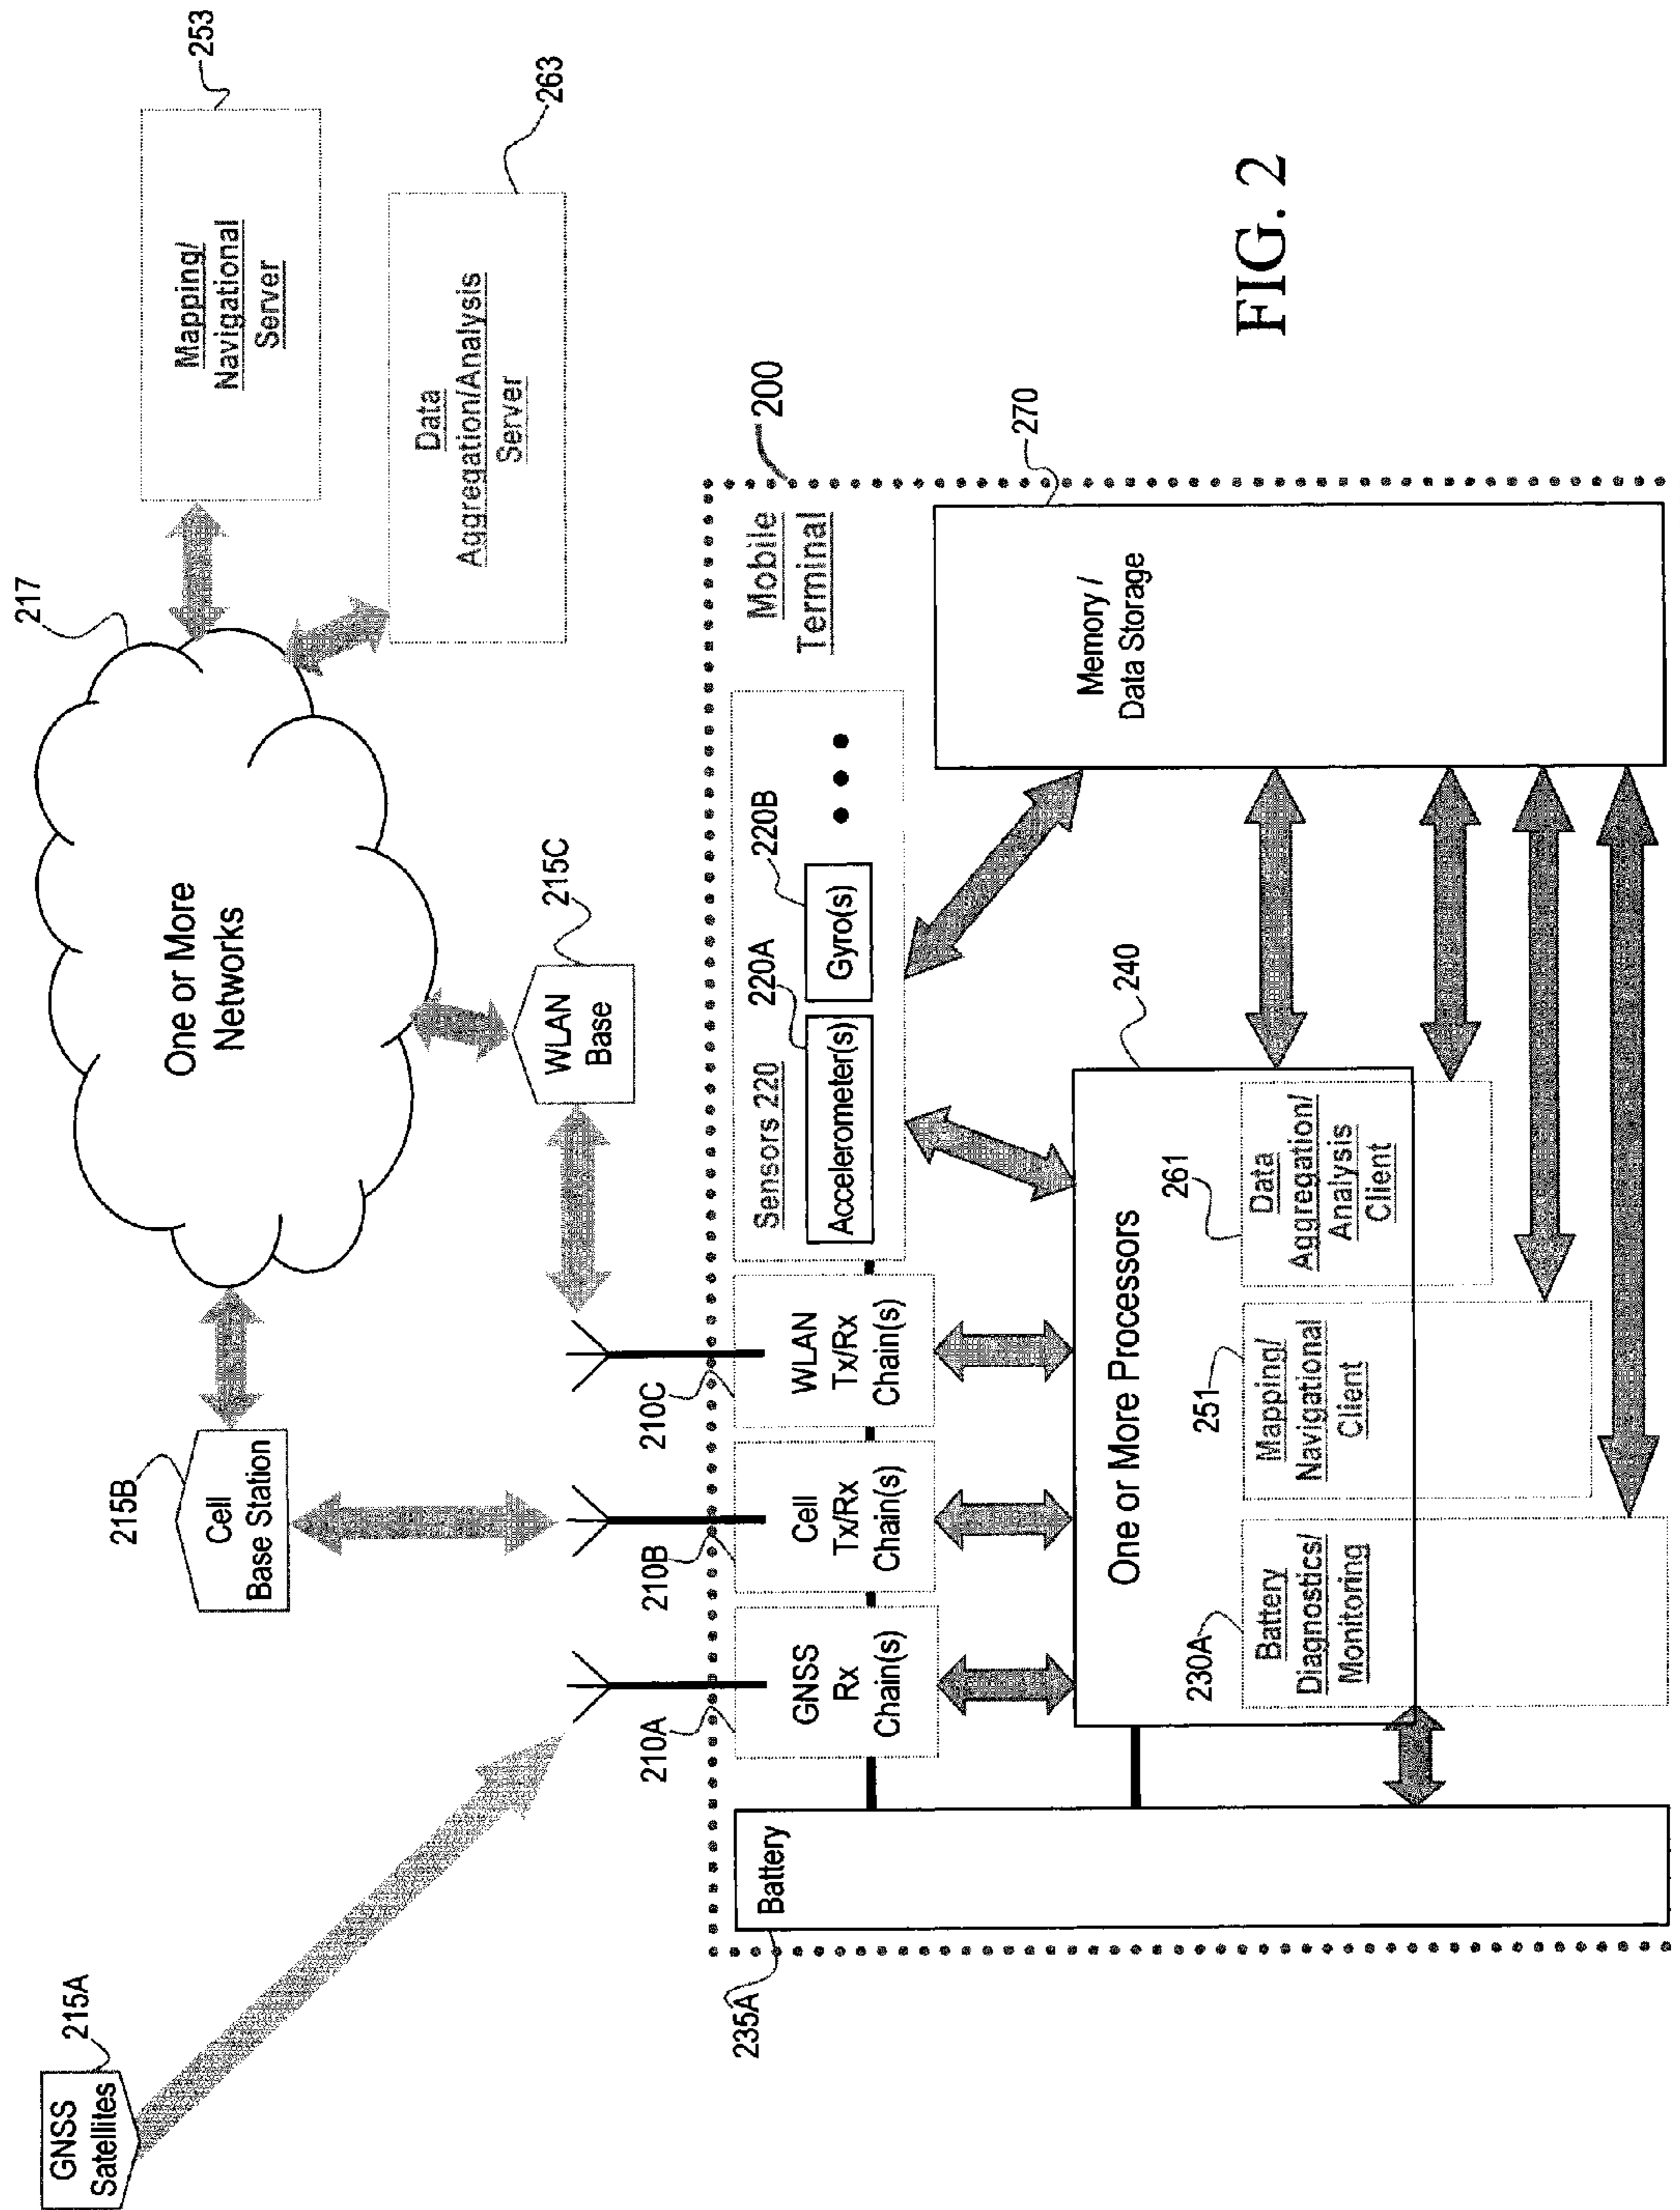 GNSS
Satellites
215A
215B
Cell
Base Station
217
One or More
Networks
215C
WLAN
Base
253
Mapping/
Navigational
Server
263
Data
Aggregation/Analysis
Server
200
Mobile
Terminal
235A
Battery
210A
GNSS
Rx
Chain(s)
210B
Cell
Tx/Rx
Chain(s)
210C
WLAN
Tx/Rx
Chain(s)
Sensors 220
220A
Accelerometer(s)
220B
Gyro(s)
240
One or More Processors
230A
Battery
Diagnostics/
Monitoring
251
Mapping/
Navigational
Client
261
Data
Aggregation/
Analysis
Client
270
Memory /
Data Storage
FIG. 2